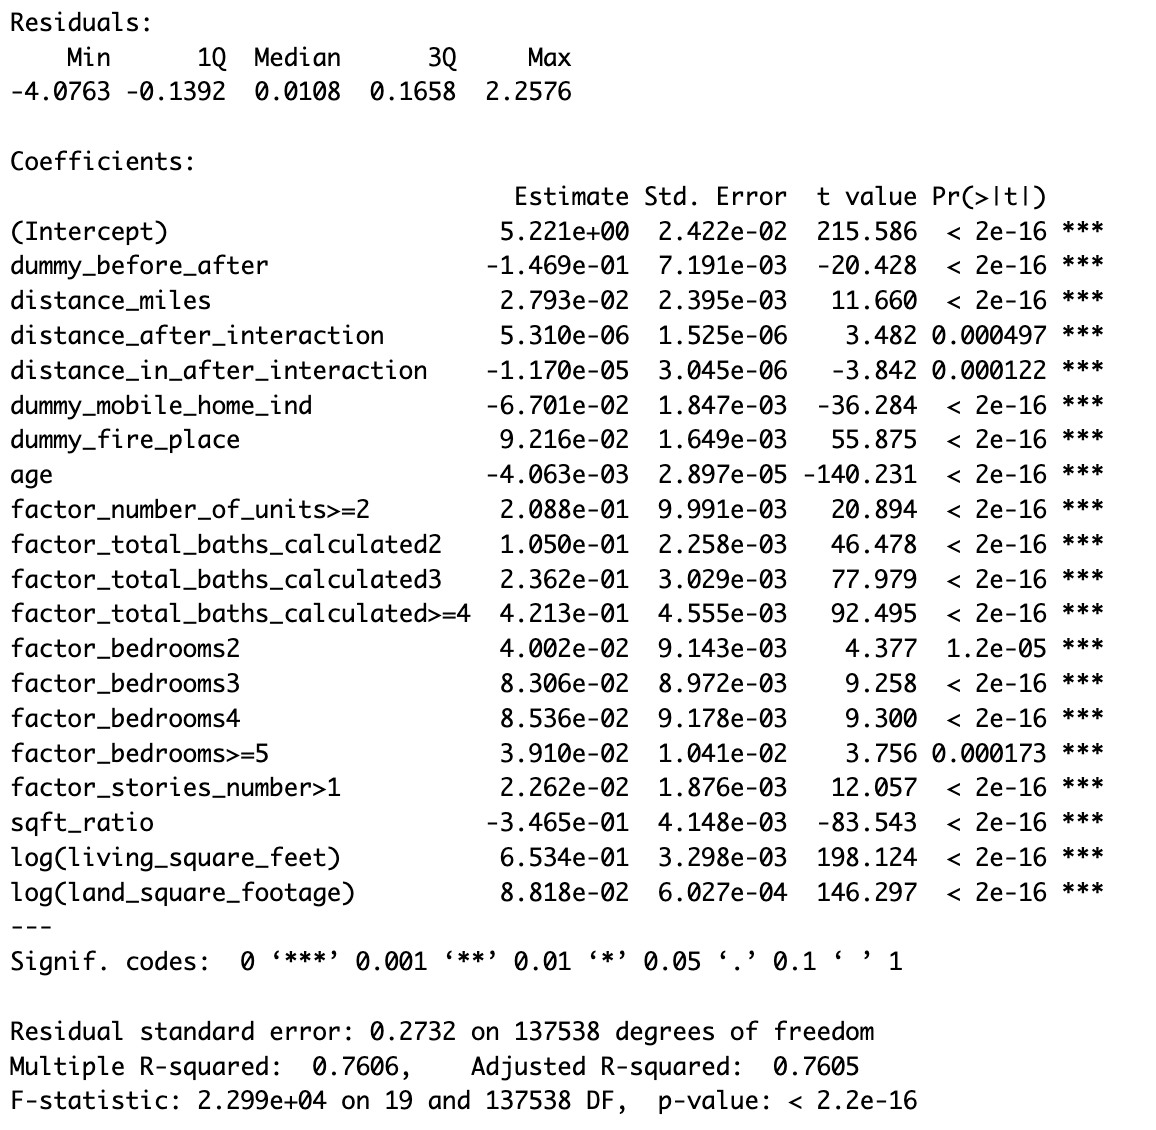 Residuals:
    Min      1Q  Median      3Q     Max
-4.0763 -0.1392  0.0108  0.1658  2.2576

Coefficients:
                                   Estimate Std. Error  t value Pr(>|t|)
(Intercept)                       5.221e+00  2.422e-02  215.586  < 2e-16 ***
dummy_before_after               -1.469e-01  7.191e-03  -20.428  < 2e-16 ***
distance_miles                    2.793e-02  2.395e-03   11.660  < 2e-16 ***
distance_after_interaction        5.310e-06  1.525e-06    3.482 0.000497 ***
distance_in_after_interaction    -1.170e-05  3.045e-06   -3.842 0.000122 ***
dummy_mobile_home_ind            -6.701e-02  1.847e-03  -36.284  < 2e-16 ***
dummy_fire_place                  9.216e-02  1.649e-03   55.875  < 2e-16 ***
age                              -4.063e-03  2.897e-05 -140.231  < 2e-16 ***
factor_number_of_units>=2         2.088e-01  9.991e-03   20.894  < 2e-16 ***
factor_total_baths_calculated2    1.050e-01  2.258e-03   46.478  < 2e-16 ***
factor_total_baths_calculated3    2.362e-01  3.029e-03   77.979  < 2e-16 ***
factor_total_baths_calculated>=4  4.213e-01  4.555e-03   92.495  < 2e-16 ***
factor_bedrooms2                  4.002e-02  9.143e-03    4.377  1.2e-05 ***
factor_bedrooms3                  8.306e-02  8.972e-03    9.258  < 2e-16 ***
factor_bedrooms4                  8.536e-02  9.178e-03    9.300  < 2e-16 ***
factor_bedrooms>=5                3.910e-02  1.041e-02    3.756 0.000173 ***
factor_stories_number>1           2.262e-02  1.876e-03   12.057  < 2e-16 ***
sqft_ratio                       -3.465e-01  4.148e-03  -83.543  < 2e-16 ***
log(living_square_feet)           6.534e-01  3.298e-03  198.124  < 2e-16 ***
log(land_square_footage)          8.818e-02  6.027e-04  146.297  < 2e-16 ***
---
Signif. codes:  0 ‘***’ 0.001 ‘**’ 0.01 ‘*’ 0.05 ‘.’ 0.1 ‘ ’ 1

Residual standard error: 0.2732 on 137538 degrees of freedom
Multiple R-squared:  0.7606,    Adjusted R-squared:  0.7605
F-statistic: 2.299e+04 on 19 and 137538 DF,  p-value: < 2.2e-16